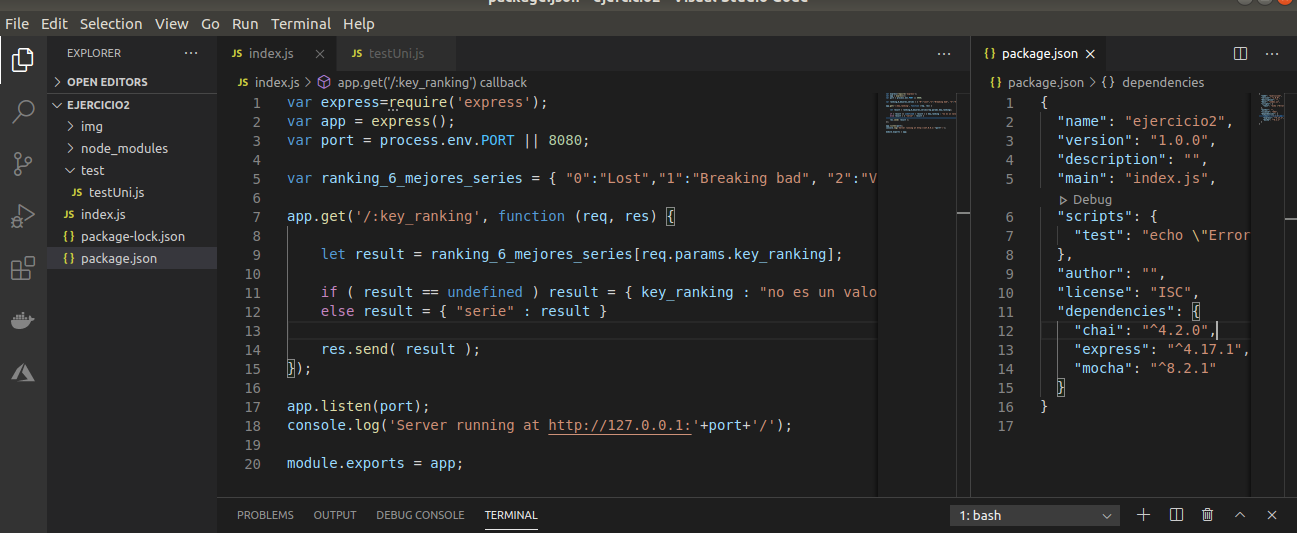 package.json - ejercicio2 - Visual Studio Code
File Edit Selection View Go Run Terminal Help
EXPLORER ...
OPEN EDITORS
EJERCICIO2
img
node_modules
test
JS testUni.js
JS index.js
{} package-lock.json
{} package.json
JS index.js
JS testUni.js
...
JS index.js > app.get('/:key_ranking') callback
1 var express=require('express');
2 var app = express();
3 var port = process.env.PORT || 8080;
4
5 var ranking_6_mejores_series = { "0":"Lost","1":"Breaking bad", "2":"V
6
7 app.get('/:key_ranking', function (req, res) {
8
9 let result = ranking_6_mejores_series[req.params.key_ranking];
10
11 if ( result == undefined ) result = { key_ranking : "no es un valo
12 else result = { "serie" : result }
13
14 res.send( result );
15 });
16
17 app.listen(port);
18 console.log('Server running at http://127.0.0.1:'+port+'/');
19
20 module.exports = app;
{} package.json
...
{} package.json > {} dependencies
1 {
2 "name": "ejercicio2",
3 "version": "1.0.0",
4 "description": "",
5 "main": "index.js",
Debug
6 "scripts": {
7 "test": "echo \"Error
8 },
9 "author": "",
10 "license": "ISC",
11 "dependencies": {
12 "chai": "^4.2.0",
13 "express": "^4.17.1",
14 "mocha": "^8.2.1"
15 }
16 }
17
PROBLEMS OUTPUT DEBUG CONSOLE TERMINAL
1: bash